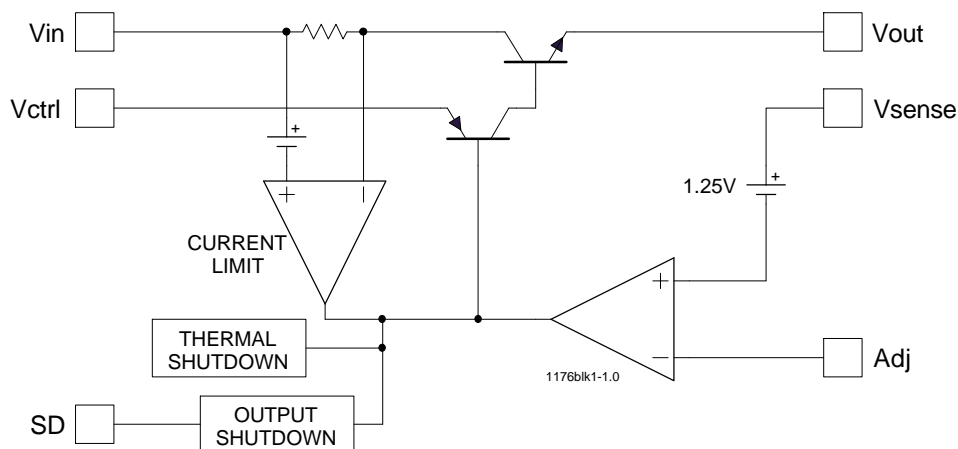 Vin
Vout
Vctrl
Vsense
+
+
1.25V
+
−
CURRENT
LIMIT
+
THERMAL
SHUTDOWN
−
1176blk1-1.0
Adj
SD
OUTPUT
SHUTDOWN